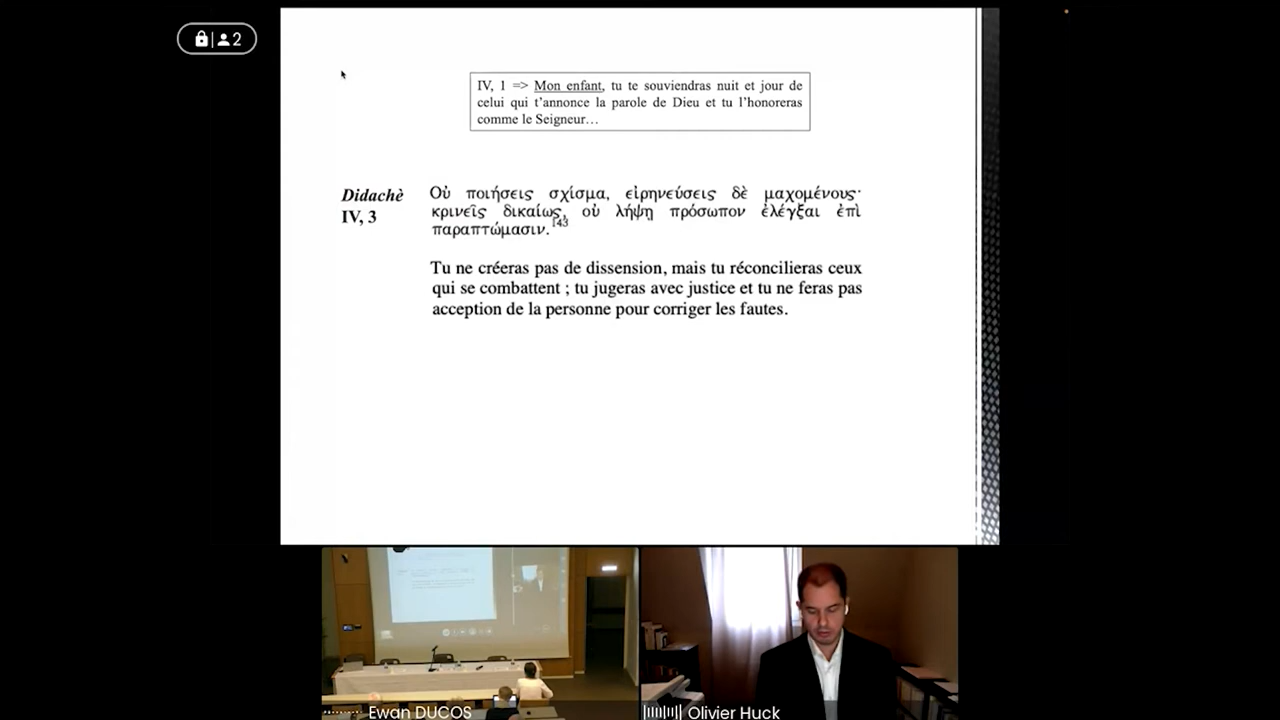 2
IV, 1 => Mon enfant, tu te souviendras nuit et jour de
celui qui t’annonce la parole de Dieu et tu l’honoreras
comme le Seigneur…
Didachè
IV, 3
Οὐ ποιήσεις σχίσμα, εἰρηνεύσεις δὲ μαχομένους·
κρινεῖς δικαίως, οὐ λήψῃ πρόσωπον ἐλέγξαι ἐπὶ
παραπτώμασιν.143
Tu ne créeras pas de dissension, mais tu réconcilieras ceux
qui se combattent ; tu jugeras avec justice et tu ne feras pas
acception de la personne pour corriger les fautes.
Ewan DUCOS
Olivier Huck